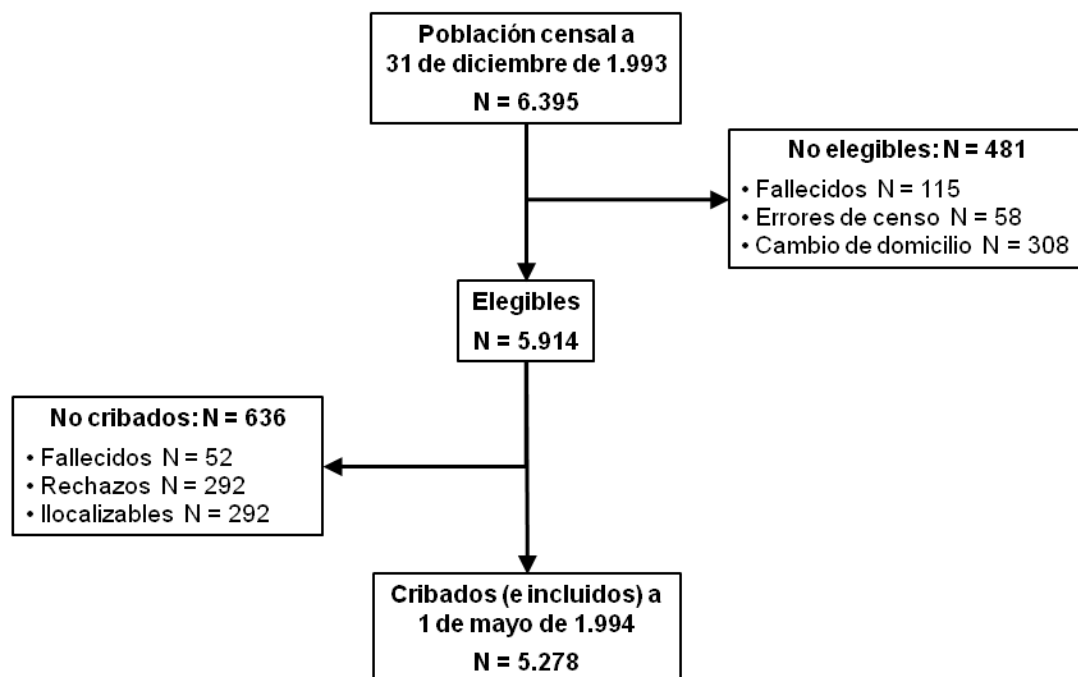 Población censal a
31 de diciembre de 1.993
N = 6.395
No elegibles: N = 481
• Fallecidos N = 115
• Errores de censo N = 58
• Cambio de domicilio N = 308
Elegibles
N = 5.914
No cribados: N = 636
• Fallecidos N = 52
• Rechazos N = 292
• Ilocalizables N = 292
Cribados (e incluidos) a
1 de mayo de 1.994
N = 5.278